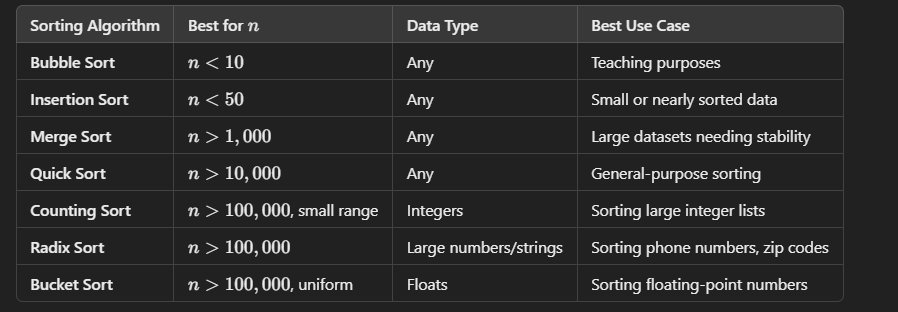 Sorting Algorithm Best for n Data Type Best Use Case
Bubble Sort n < 10 Any Teaching purposes
Insertion Sort n < 50 Any Small or nearly sorted data
Merge Sort n > 1,000 Any Large datasets needing stability
Quick Sort n > 10,000 Any General-purpose sorting
Counting Sort n > 100,000, small range Integers Sorting large integer lists
Radix Sort n > 100,000 Large numbers/strings Sorting phone numbers, zip codes
Bucket Sort n > 100,000, uniform Floats Sorting floating-point numbers